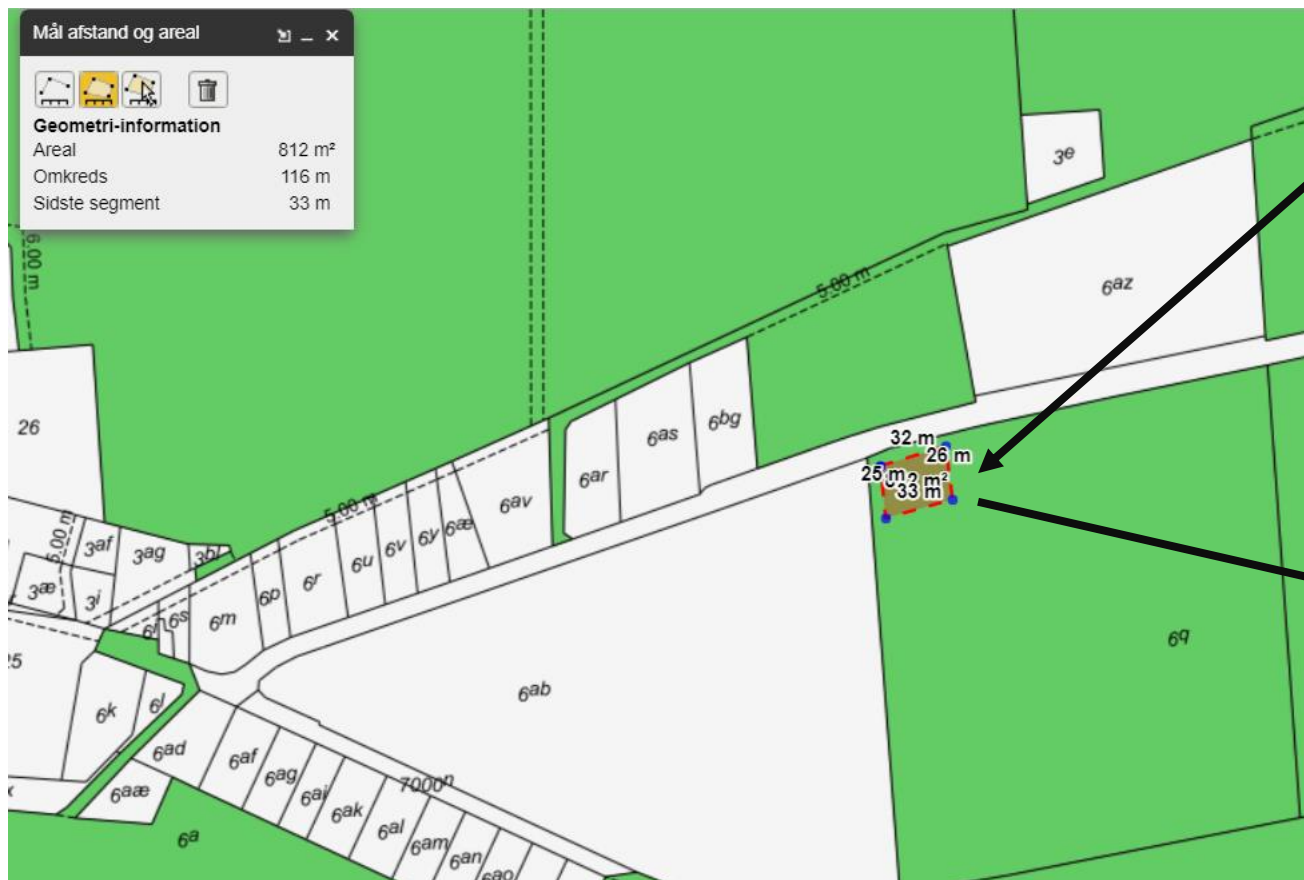 Mål afstand og areal
Geometri-information
Areal 812 m²
Omkreds 116 m
Sidste segment 33 m
3e
6.00 m
5.00 m
6az
26
6bg
6as
32 m
26 m
25 m
m²
33 m
6ar
6av
5.00 m
6æ
6y
6v
6u
5.00 m
3af
3ag
3bl
6r
3æ
3i
6p
6s
6m
6q
6ab
6k
6l
6ad
6af
6ag
6ai
7000n
6aæ
6ak
6al
6a
6am
6an
6ao